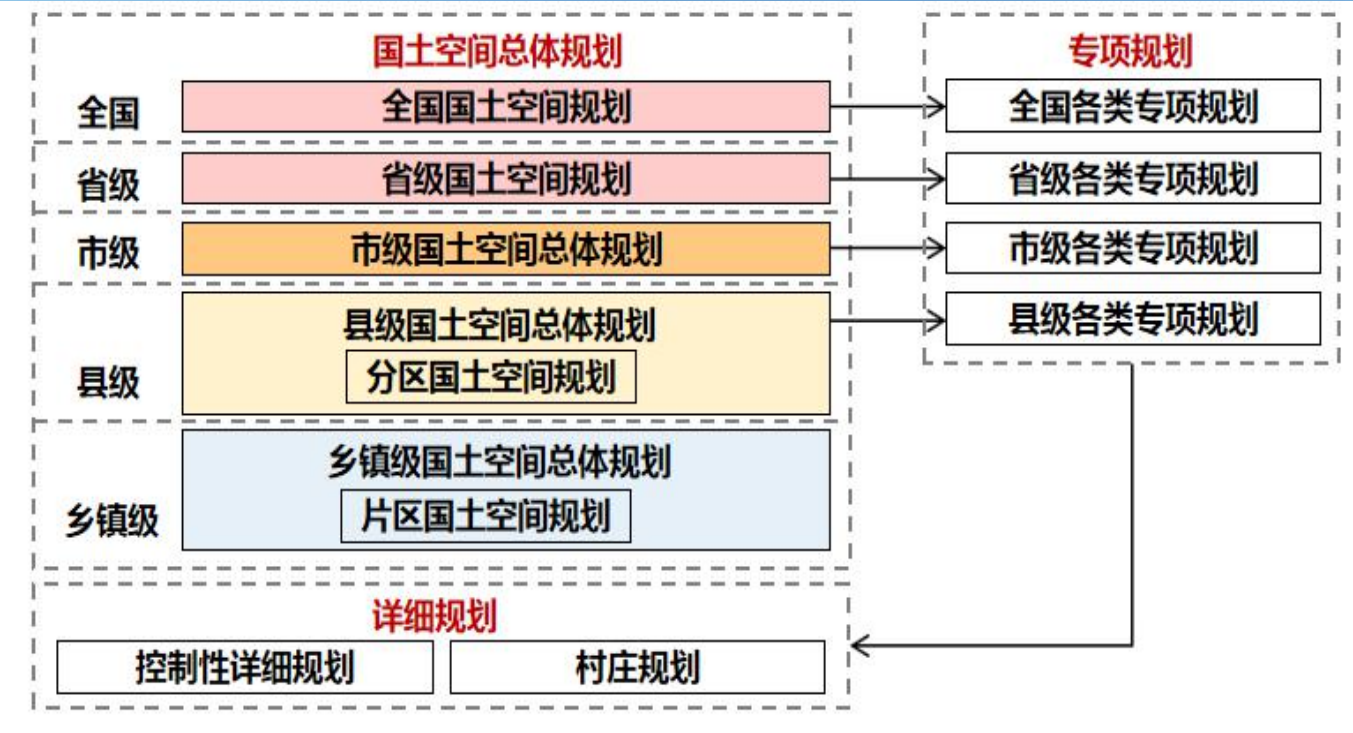 国土空间总体规划
专项规划
全国
全国国土空间规划
全国各类专项规划
省级
省级国土空间规划
省级各类专项规划
市级
市级国土空间总体规划
市级各类专项规划
县级
县级国土空间总体规划
分区国土空间规划
县级各类专项规划
乡镇级
乡镇级国土空间总体规划
片区国土空间规划
详细规划
控制性详细规划
村庄规划